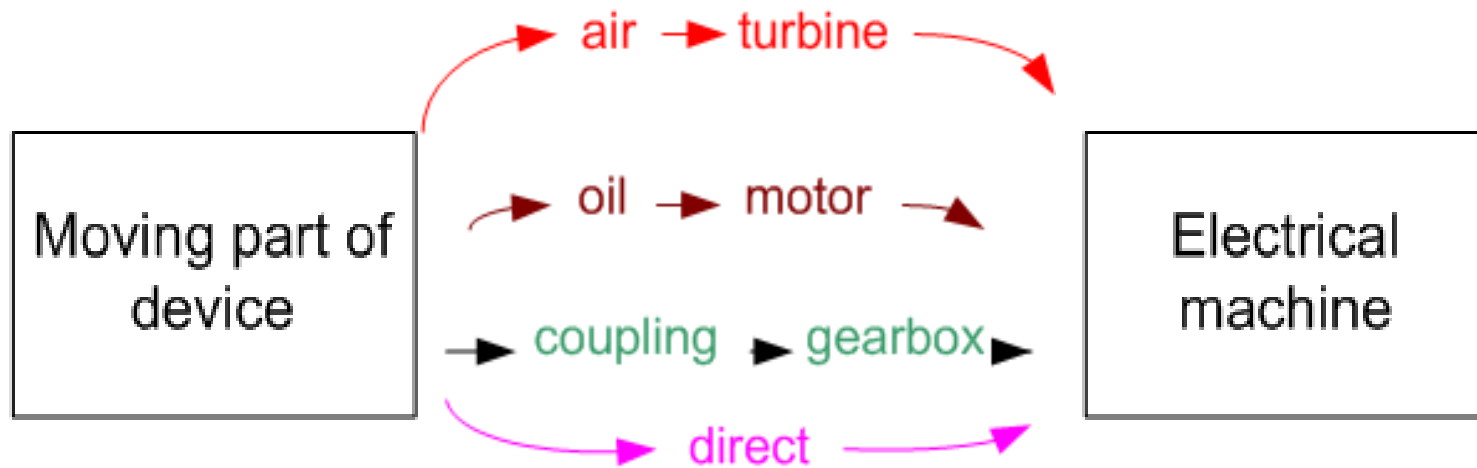 air turbine
oil motor
Moving part of
device
coupling gearbox
direct
Electrical
machine